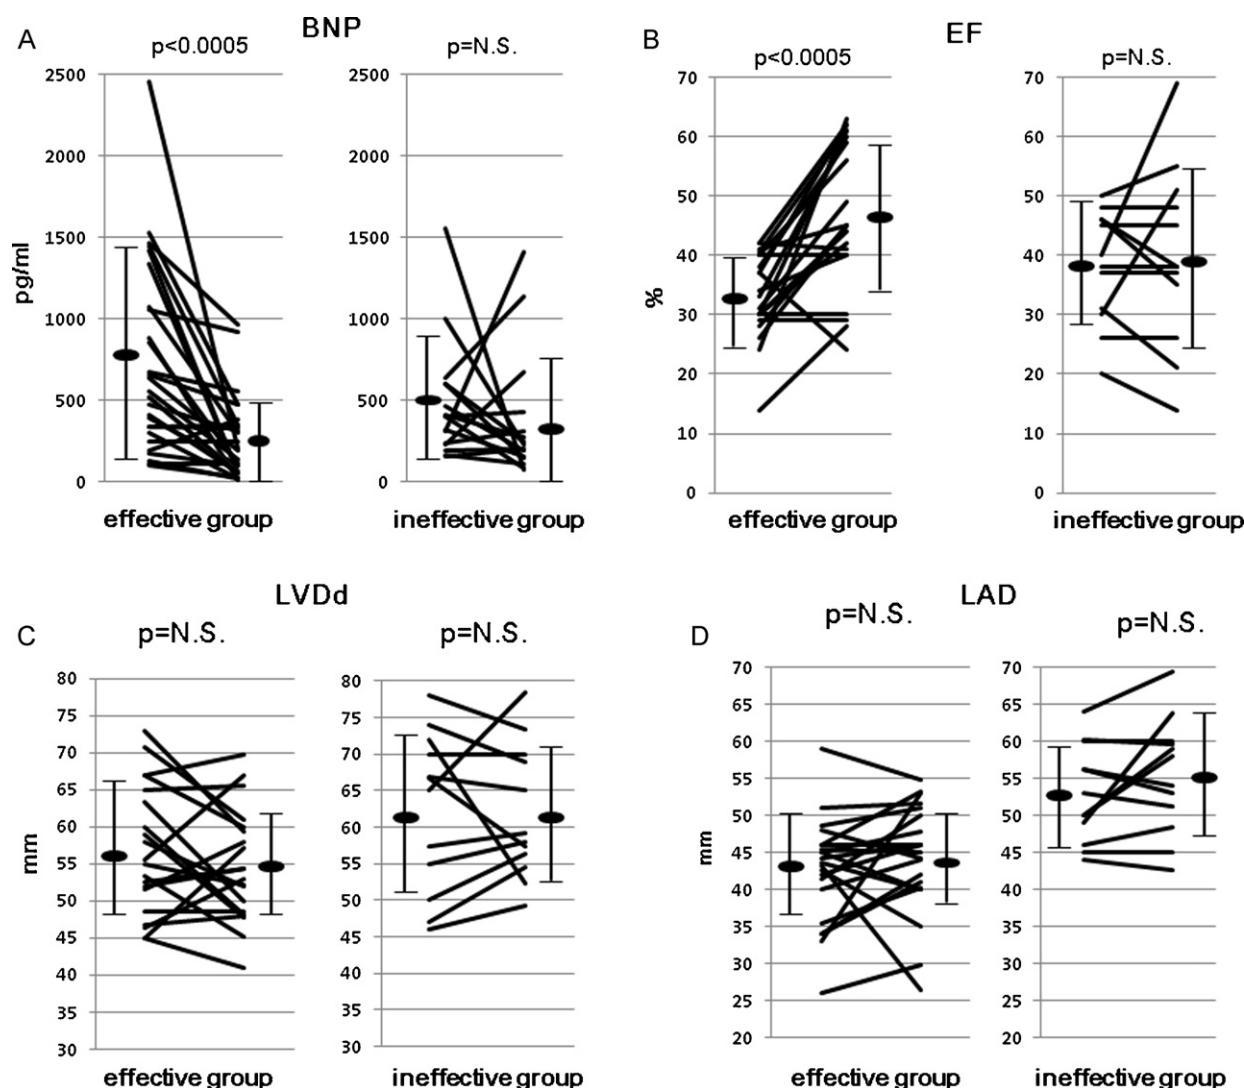 A
BNP
p<0.0005
p=N.S.
pg/ml
2500
2000
1500
1000
500
0
effective group
2500
2000
1500
1000
500
0
ineffective group
B
EF
p<0.0005
p=N.S.
%
70
60
50
40
30
20
10
0
effective group
70
60
50
40
30
20
10
0
ineffective group
LVDd
C
p=N.S.
p=N.S.
mm
80
75
70
65
60
55
50
45
40
35
30
effective group
80
75
70
65
60
55
50
45
40
35
30
ineffective group
LAD
D
p=N.S.
p=N.S.
mm
70
65
60
55
50
45
40
35
30
25
20
effective group
70
65
60
55
50
45
40
35
30
25
20
ineffective group